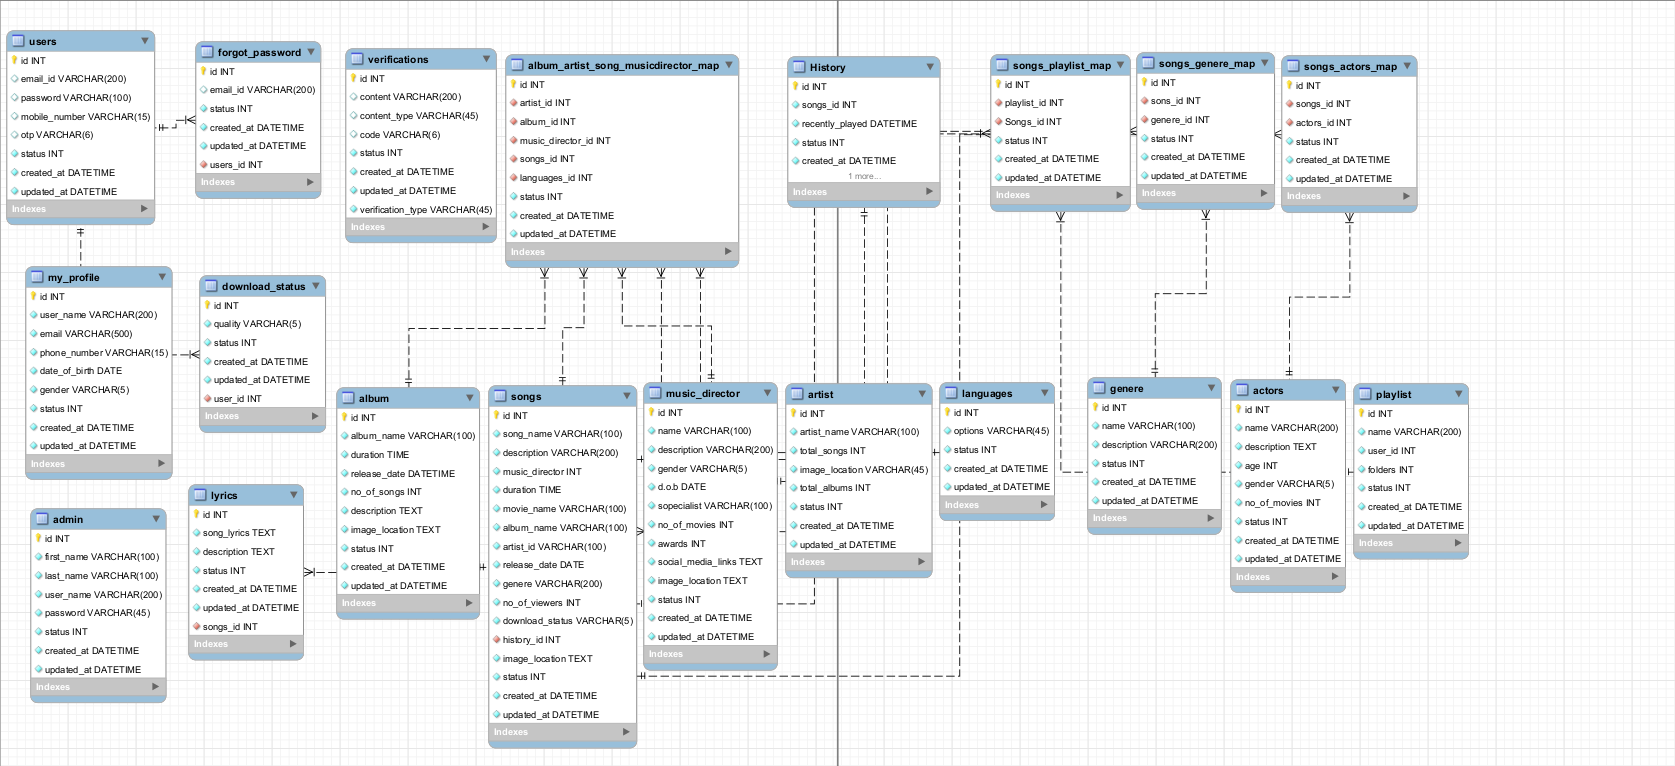 users
id INT
email_id VARCHAR(200)
password VARCHAR(100)
mobile_number VARCHAR(15)
otp VARCHAR(6)
status INT
created_at DATETIME
updated_at DATETIME
Indexes
forgot_password
id INT
email_id VARCHAR(200)
status INT
created_at DATETIME
updated_at DATETIME
users_id INT
Indexes
verifications
id INT
content VARCHAR(200)
content_type VARCHAR(45)
code VARCHAR(6)
status INT
created_at DATETIME
updated_at DATETIME
verification_type VARCHAR(45)
Indexes
album_artist_song_musicdirector_map
id INT
artist_id INT
album_id INT
music_director_id INT
songs_id INT
languages_id INT
status INT
created_at DATETIME
updated_at DATETIME
Indexes
History
id INT
songs_id INT
recently_played DATETIME
status INT
created_at DATETIME
1 more...
Indexes
songs_playlist_map
id INT
playlist_id INT
Songs_id INT
status INT
created_at DATETIME
updated_at DATETIME
Indexes
songs_genere_map
id INT
sons_id INT
genere_id INT
status INT
created_at DATETIME
updated_at DATETIME
Indexes
songs_actors_map
id INT
songs_id INT
actors_id INT
status INT
created_at DATETIME
updated_at DATETIME
Indexes
my_profile
id INT
user_name VARCHAR(200)
email VARCHAR(500)
phone_number VARCHAR(15)
date_of_birth DATE
gender VARCHAR(5)
status INT
created_at DATETIME
updated_at DATETIME
Indexes
download_status
id INT
quality VARCHAR(5)
status INT
created_at DATETIME
updated_at DATETIME
user_id INT
Indexes
album
id INT
album_name VARCHAR(100)
duration TIME
release_date DATETIME
no_of_songs INT
description TEXT
image_location TEXT
status INT
created_at DATETIME
updated_at DATETIME
Indexes
songs
id INT
song_name VARCHAR(100)
description VARCHAR(200)
music_director INT
duration TIME
movie_name VARCHAR(100)
album_name VARCHAR(100)
artist_id VARCHAR(100)
release_date DATE
genere VARCHAR(200)
no_of_viewers INT
download_status VARCHAR(5)
history_id INT
image_location TEXT
status INT
created_at DATETIME
updated_at DATETIME
Indexes
music_director
id INT
name VARCHAR(100)
description VARCHAR(200)
gender VARCHAR(5)
d.o.b DATE
sopecialist VARCHAR(100)
no_of_movies INT
awards INT
social_media_links TEXT
image_location TEXT
status INT
created_at DATETIME
updated_at DATETIME
Indexes
artist
id INT
artist_name VARCHAR(100)
total_songs INT
image_location VARCHAR(45)
total_albums INT
status INT
created_at DATETIME
updated_at DATETIME
Indexes
languages
id INT
options VARCHAR(45)
status INT
created_at DATETIME
updated_at DATETIME
Indexes
genere
id INT
name VARCHAR(100)
description VARCHAR(200)
status INT
created_at DATETIME
updated_at DATETIME
Indexes
actors
id INT
name VARCHAR(200)
description TEXT
age INT
gender VARCHAR(5)
no_of_movies INT
status INT
created_at DATETIME
updated_at DATETIME
Indexes
playlist
id INT
name VARCHAR(200)
user_id INT
folders INT
status INT
created_at DATETIME
updated_at DATETIME
Indexes
admin
id INT
first_name VARCHAR(100)
last_name VARCHAR(100)
user_name VARCHAR(200)
password VARCHAR(45)
status INT
created_at DATETIME
updated_at DATETIME
Indexes
lyrics
id INT
song_lyrics TEXT
description TEXT
status INT
created_at DATETIME
updated_at DATETIME
songs_id INT
Indexes